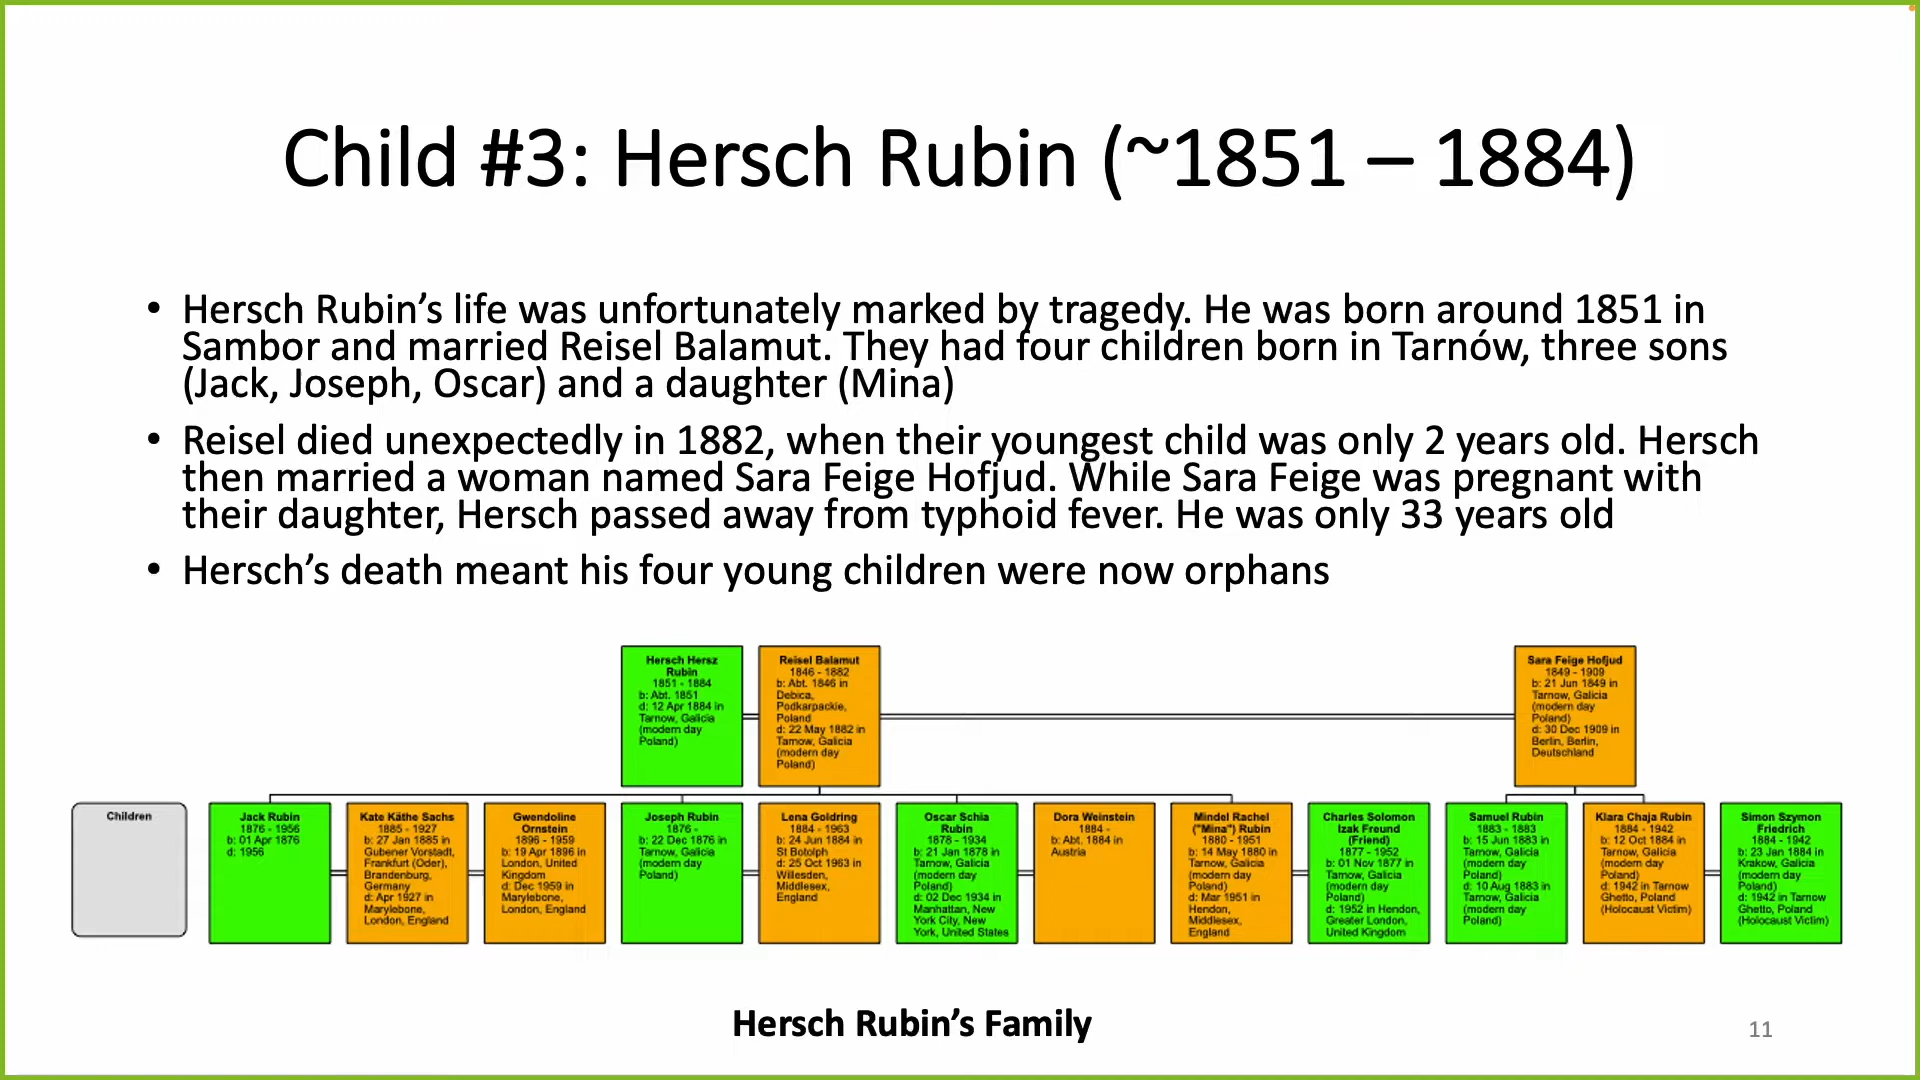 Child #3: Hersch Rubin (~1851 – 1884)
• Hersch Rubin’s life was unfortunately marked by tragedy. He was born around 1851 in
Sambor and married Reisel Balamut. They had four children born in Tarnów, three sons
(Jack, Joseph, Oscar) and a daughter (Mina)
• Reisel died unexpectedly in 1882, when their youngest child was only 2 years old. Hersch
then married a woman named Sara Feige Hofjud. While Sara Feige was pregnant with
their daughter, Hersch passed away from typhoid fever. He was only 33 years old
• Hersch’s death meant his four young children were now orphans
Hersch Hersz
Rubin
1851 - 1884
b: Abt. 1851
d: 12 Apr 1884 in
Tarnow, Galicia
(modern day
Poland)
Reisel Balamut
1846 - 1882
b: Abt. 1846 in
Debica,
Podkarpackie,
Poland
d: 22 May 1882 in
Tarnow, Galicia
(modern day
Poland)
Sara Feige Hofjud
1849 - 1909
b: 21 Jun 1849 in
Tarnow, Galicia
(modern day
Poland)
d: 30 Dec 1909 in
Berlin, Berlin,
Deutschland
Children
Jack Rubin
1876 - 1956
b: 01 Apr 1876
d: 1956
Kate Käthe Sachs
1885 - 1927
b: 27 Jan 1885 in
Gubener Vorstadt,
Frankfurt (Oder),
Brandenburg,
Germany
d: Apr 1927 in
Marylebone,
London, England
Gwendoline
Ornstein
1896 - 1959
b: 19 Apr 1896 in
London, United
Kingdom
d: Dec 1959 in
Marylebone,
London, England
Joseph Rubin
1876 -
b: 22 Dec 1876 in
Tarnow, Galicia
(modern day
Poland)
Lena Goldring
1884 - 1963
b: 24 Jun 1884 in
St Botolph
d: 25 Oct 1963 in
Willesden,
Middlesex,
England
Oscar Schia
Rubin
1878 - 1934
b: 21 Jan 1878 in
Tarnow, Galicia
(modern day
Poland)
d: 02 Dec 1934 in
Manhattan, New
York City, New
York, United States
Dora Weinstein
1884 -
b: Abt. 1884 in
Austria
Mindel Rachel
("Mina") Rubin
1880 - 1951
b: 14 May 1880 in
Tarnow, Galicia
(modern day
Poland)
d: Mar 1951 in
Hendon,
Middlesex,
England
Charles Solomon
Izak Freund
(Friend)
1877 - 1952
b: 01 Nov 1877 in
Tarnow, Galicia
(modern day
Poland)
d: 1952 in Hendon,
Greater London,
United Kingdom
Samuel Rubin
1883 - 1883
b: 15 Jun 1883 in
Tarnow, Galicia
(modern day
Poland)
d: 10 Aug 1883 in
Tarnow, Galicia
(modern day
Poland)
Klara Chaja Rubin
1884 - 1942
b: 12 Oct 1884 in
Tarnow, Galicia
(modern day
Poland)
d: 1942 in Tarnow
Ghetto, Poland
(Holocaust Victim)
Simon Szymon
Friedrich
1884 - 1942
b: 23 Jan 1884 in
Krakow, Galicia
(modern day
Poland)
d: 1942 in Tarnow
Ghetto, Poland
(Holocaust Victim)
Hersch Rubin’s Family
11